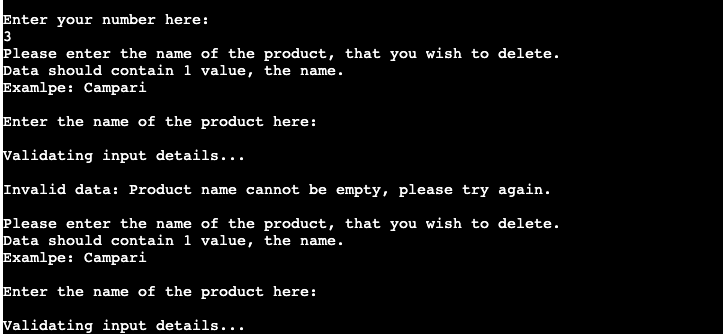 Enter your number here:
3
Please enter the name of the product, that you wish to delete.
Data should contain 1 value, the name.
Examlpe: Campari
Enter the name of the product here:
Validating input details...
Invalid data: Product name cannot be empty, please try again.
Please enter the name of the product, that you wish to delete.
Data should contain 1 value, the name.
Examlpe: Campari
Enter the name of the product here:
Validating input details...